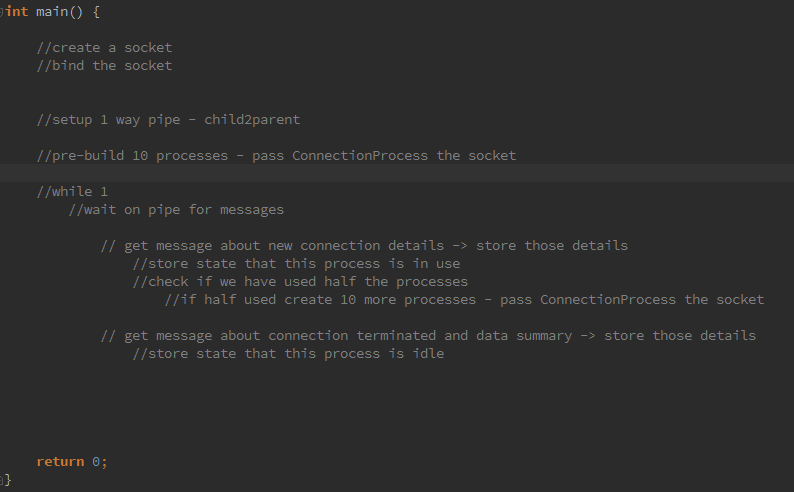 int main() {
//create a socket
//bind the socket
//setup 1 way pipe - child2parent
//pre-build 10 processes - pass ConnectionProcess the socket
//while 1
//wait on pipe for messages
// get message about new connection details -> store those details
//store state that this process is in use
//check if we have used half the processes
//if half used create 10 more processes - pass ConnectionProcess the socket
// get message about connection terminated and data summary -> store those details
//store state that this process is idle
return 0;
}